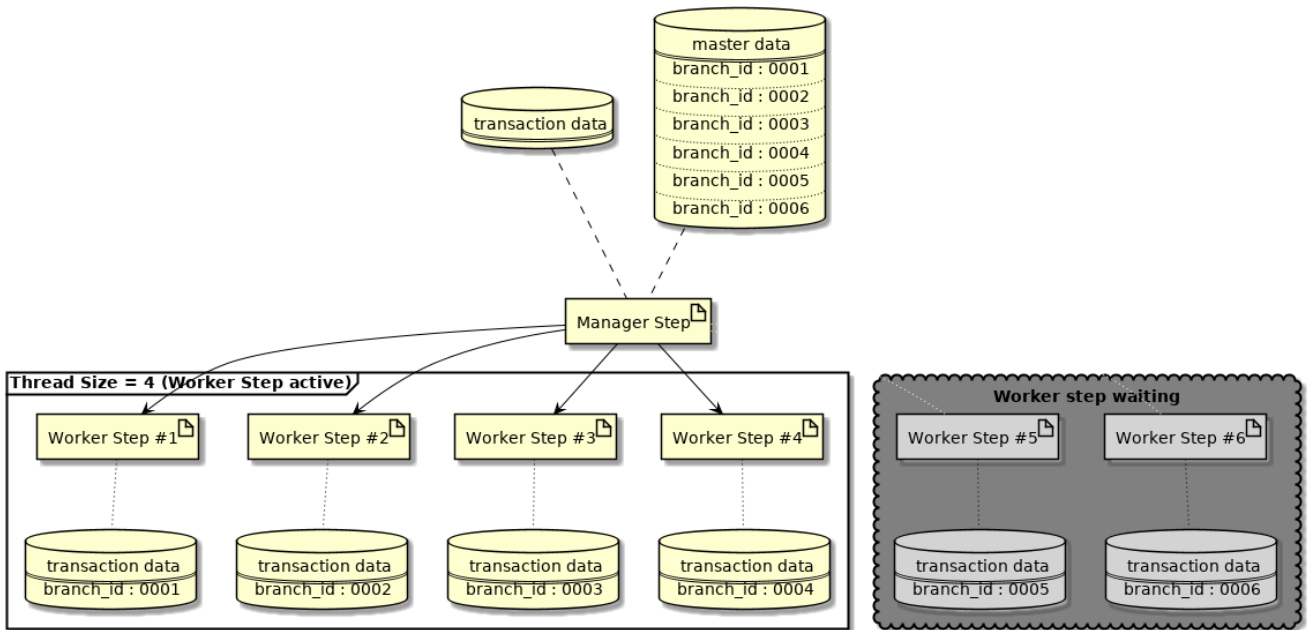 master data
branch_id : 0001
branch_id : 0002
branch_id : 0003
branch_id : 0004
branch_id : 0005
branch_id : 0006
transaction data
Manager Step
Thread Size = 4 (Worker Step active)
Worker Step #1
Worker Step #2
Worker Step #3
Worker Step #4
transaction data
branch_id : 0001
transaction data
branch_id : 0002
transaction data
branch_id : 0003
transaction data
branch_id : 0004
Worker step waiting
Worker Step #5
Worker Step #6
transaction data
branch_id : 0005
transaction data
branch_id : 0006